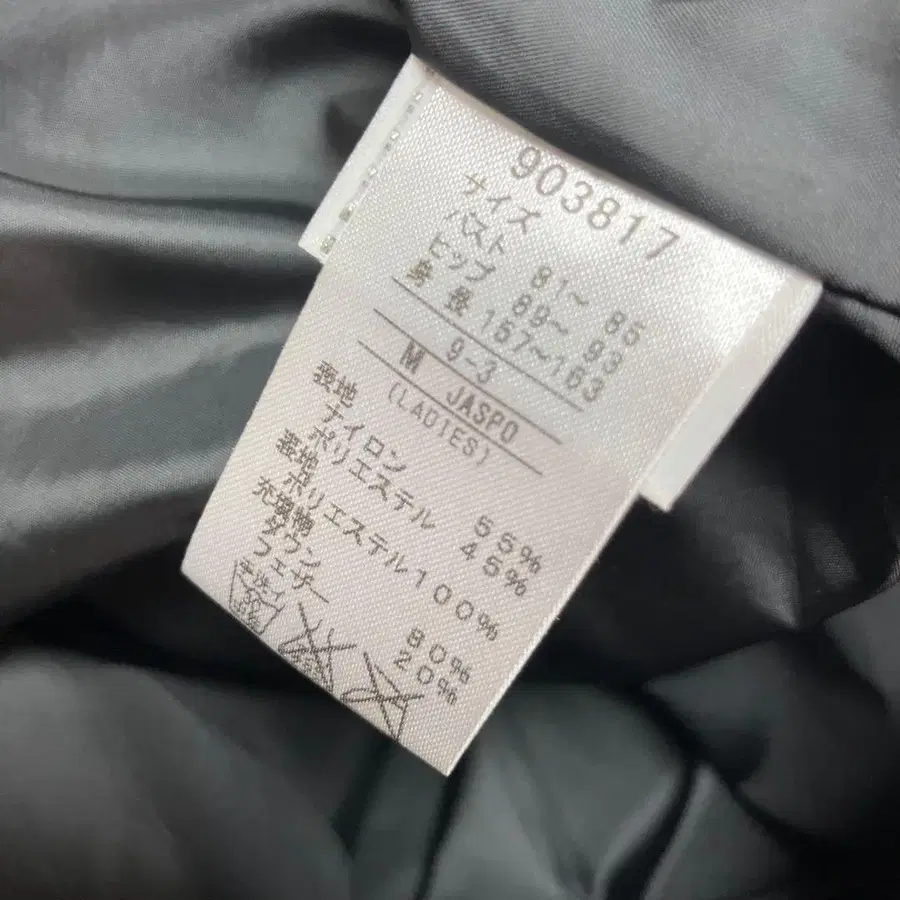 903817
サイズ
バスト 81~ 85
ヒップ 89~ 93
身 長 157~163
9-3
M JASPO
(LADIES)
表地
ナイロン 55%
ポリエステル 45%
裏地
ポリエステル100%
充填物
ダウン 80%
フェザー 20%
手洗イ